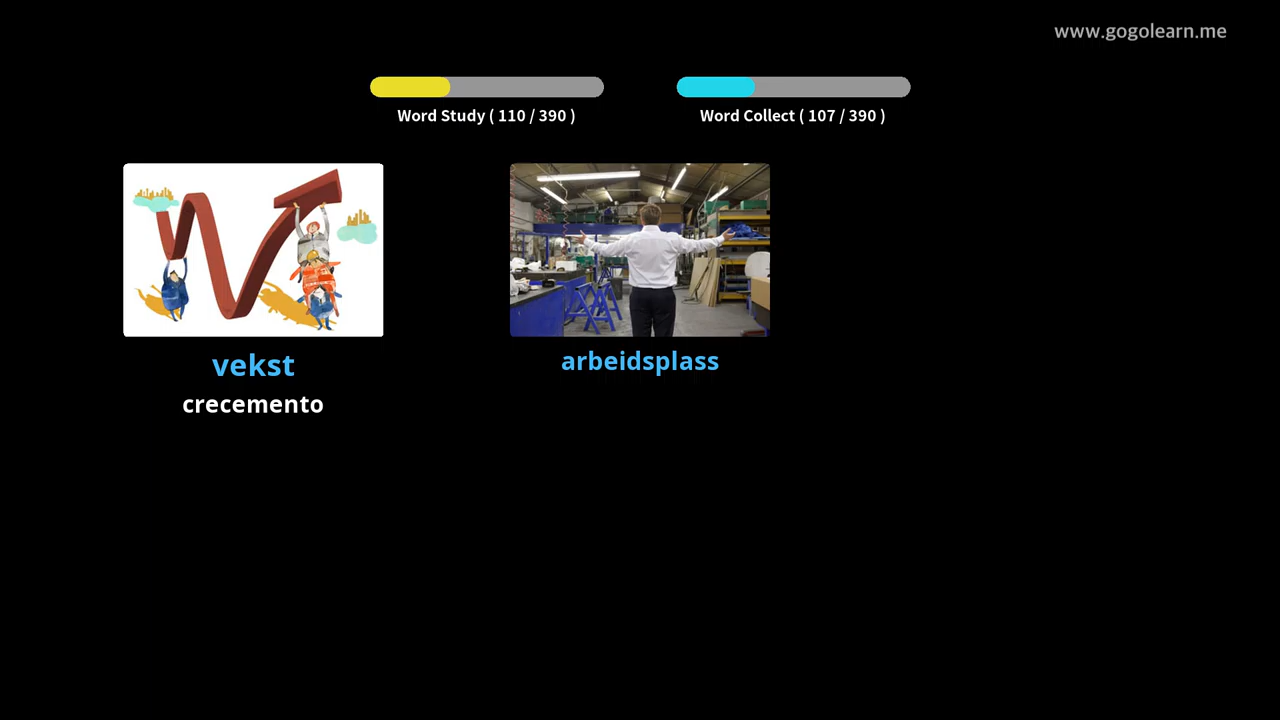 www.gogolearn.me
Word Study ( 110 / 390 )
Word Collect ( 107 / 390 )
vekst
crecemento
arbeidsplass